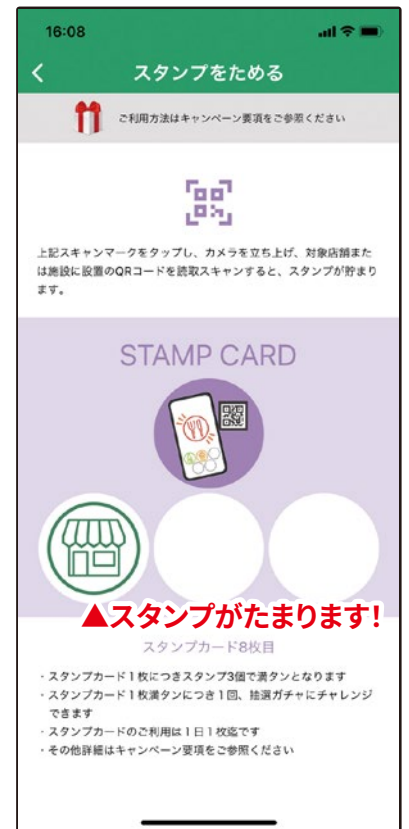 16:08
スタンプをためる
ご利用方法はキャンペーン要項をご参照ください
上記スキャンマークをタップし、カメラを立ち上げ、対象店舗また
は施設に設置のQRコードを読取スキャンすると、スタンプが貯まり
ます。
STAMP CARD
▲スタンプがたまります!
スタンプカード8枚目
・スタンプカード1枚につきスタンプ3個で満タンとなります
・スタンプカード1枚満タンにつき1回、抽選ガチャにチャレンジ
できます
・スタンプカードのご利用は1日1枚迄です
・その他詳細はキャンペーン要項をご参照ください